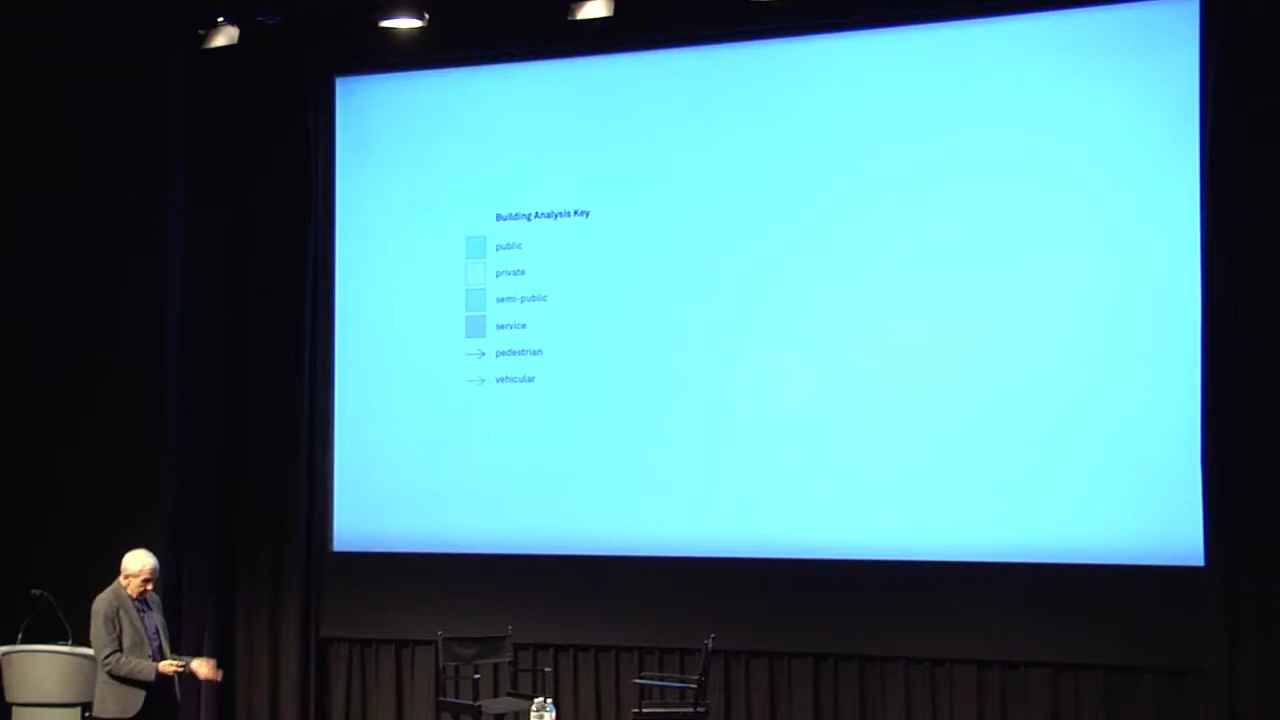 Building Analysis Key
public
private
semi-public
service
pedestrian
vehicular